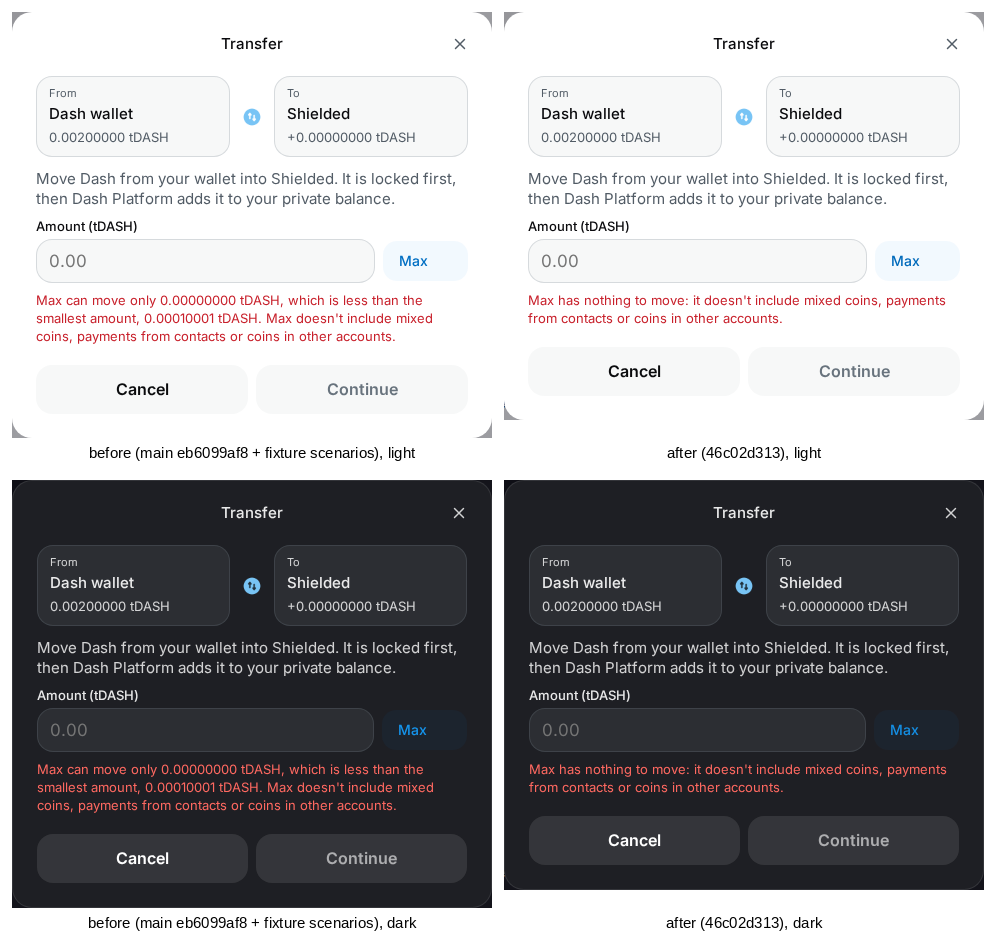 Transfer
From
Dash wallet
0.00200000 tDASH
To
Shielded
+0.00000000 tDASH
Move Dash from your wallet into Shielded. It is locked first,
then Dash Platform adds it to your private balance.
Amount (tDASH)
0.00
Max
Max can move only 0.00000000 tDASH, which is less than the
smallest amount, 0.00010001 tDASH. Max doesn't include mixed
coins, payments from contacts or coins in other accounts.
Cancel
Continue
before (main eb6099af8 + fixture scenarios), light
Transfer
From
Dash wallet
0.00200000 tDASH
To
Shielded
+0.00000000 tDASH
Move Dash from your wallet into Shielded. It is locked first,
then Dash Platform adds it to your private balance.
Amount (tDASH)
0.00
Max
Max has nothing to move: it doesn't include mixed coins, payments
from contacts or coins in other accounts.
Cancel
Continue
after (46c02d313), light
Transfer
From
Dash wallet
0.00200000 tDASH
To
Shielded
+0.00000000 tDASH
Move Dash from your wallet into Shielded. It is locked first,
then Dash Platform adds it to your private balance.
Amount (tDASH)
0.00
Max
Max can move only 0.00000000 tDASH, which is less than the
smallest amount, 0.00010001 tDASH. Max doesn't include mixed
coins, payments from contacts or coins in other accounts.
Cancel
Continue
before (main eb6099af8 + fixture scenarios), dark
Transfer
From
Dash wallet
0.00200000 tDASH
To
Shielded
+0.00000000 tDASH
Move Dash from your wallet into Shielded. It is locked first,
then Dash Platform adds it to your private balance.
Amount (tDASH)
0.00
Max
Max has nothing to move: it doesn't include mixed coins, payments
from contacts or coins in other accounts.
Cancel
Continue
after (46c02d313), dark